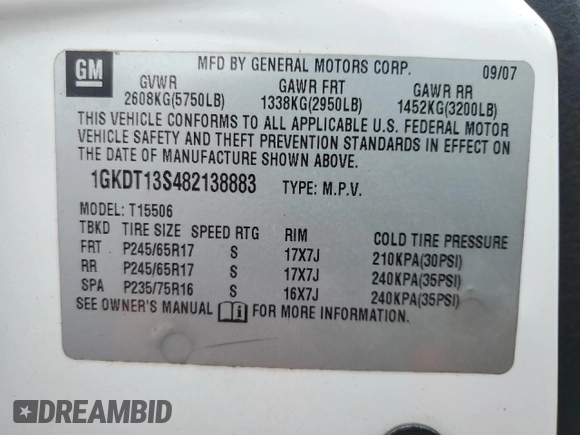 GM
MFD BY GENERAL MOTORS CORP. 09/07
GVWR GAWR FRT GAWR RR
2608KG(5750LB) 1338KG(2950LB) 1452KG(3200LB)
THIS VEHICLE CONFORMS TO ALL APPLICABLE U.S. FEDERAL MOTOR
VEHICLE SAFETY AND THEFT PREVENTION STANDARDS IN EFFECT ON
THE DATE OF MANUFACTURE SHOWN ABOVE.
1GKDT13S482138883 TYPE: M.P.V.
MODEL: T15506
TBKD TIRE SIZE SPEED RTG RIM COLD TIRE PRESSURE
FRT P245/65R17 S 17X7J 210KPA(30PSI)
RR P245/65R17 S 17X7J 240KPA(35PSI)
SPA P235/75R16 S 16X7J 240KPA(35PSI)
SEE OWNER'S MANUAL i FOR MORE INFORMATION.
DREAMBID